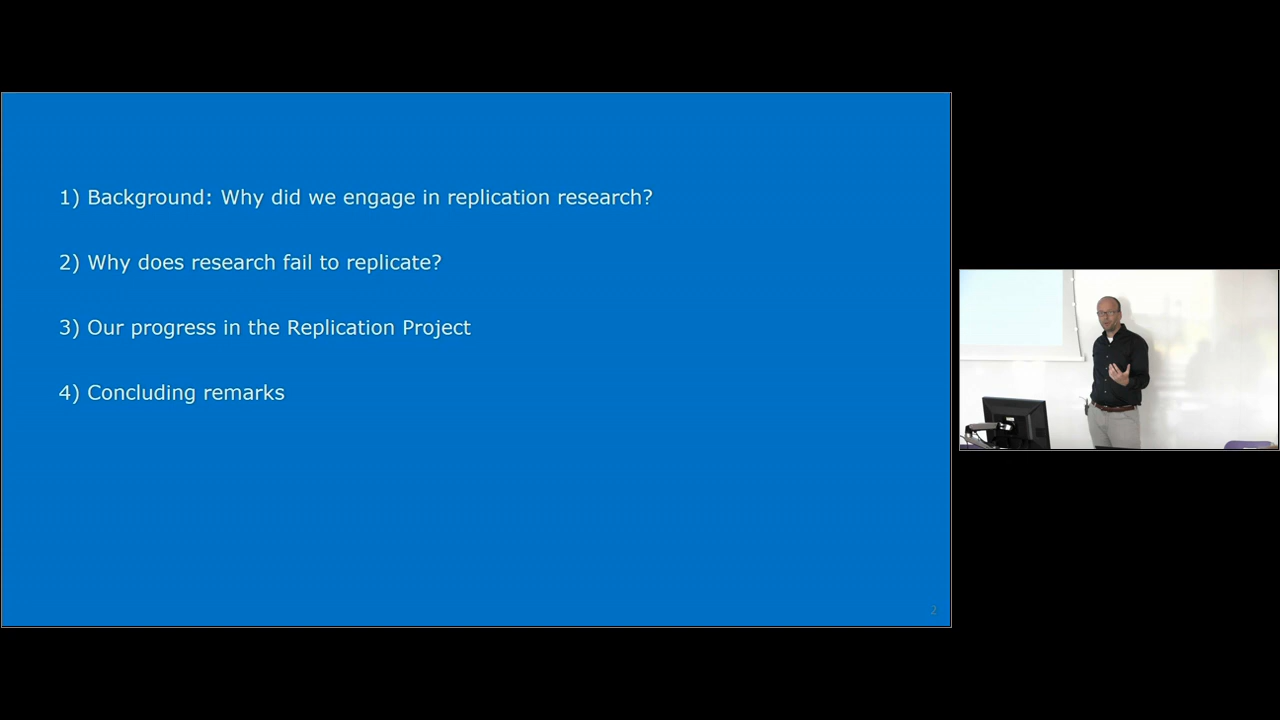 1) Background: Why did we engage in replication research?
2) Why does research fail to replicate?
3) Our progress in the Replication Project
4) Concluding remarks
2